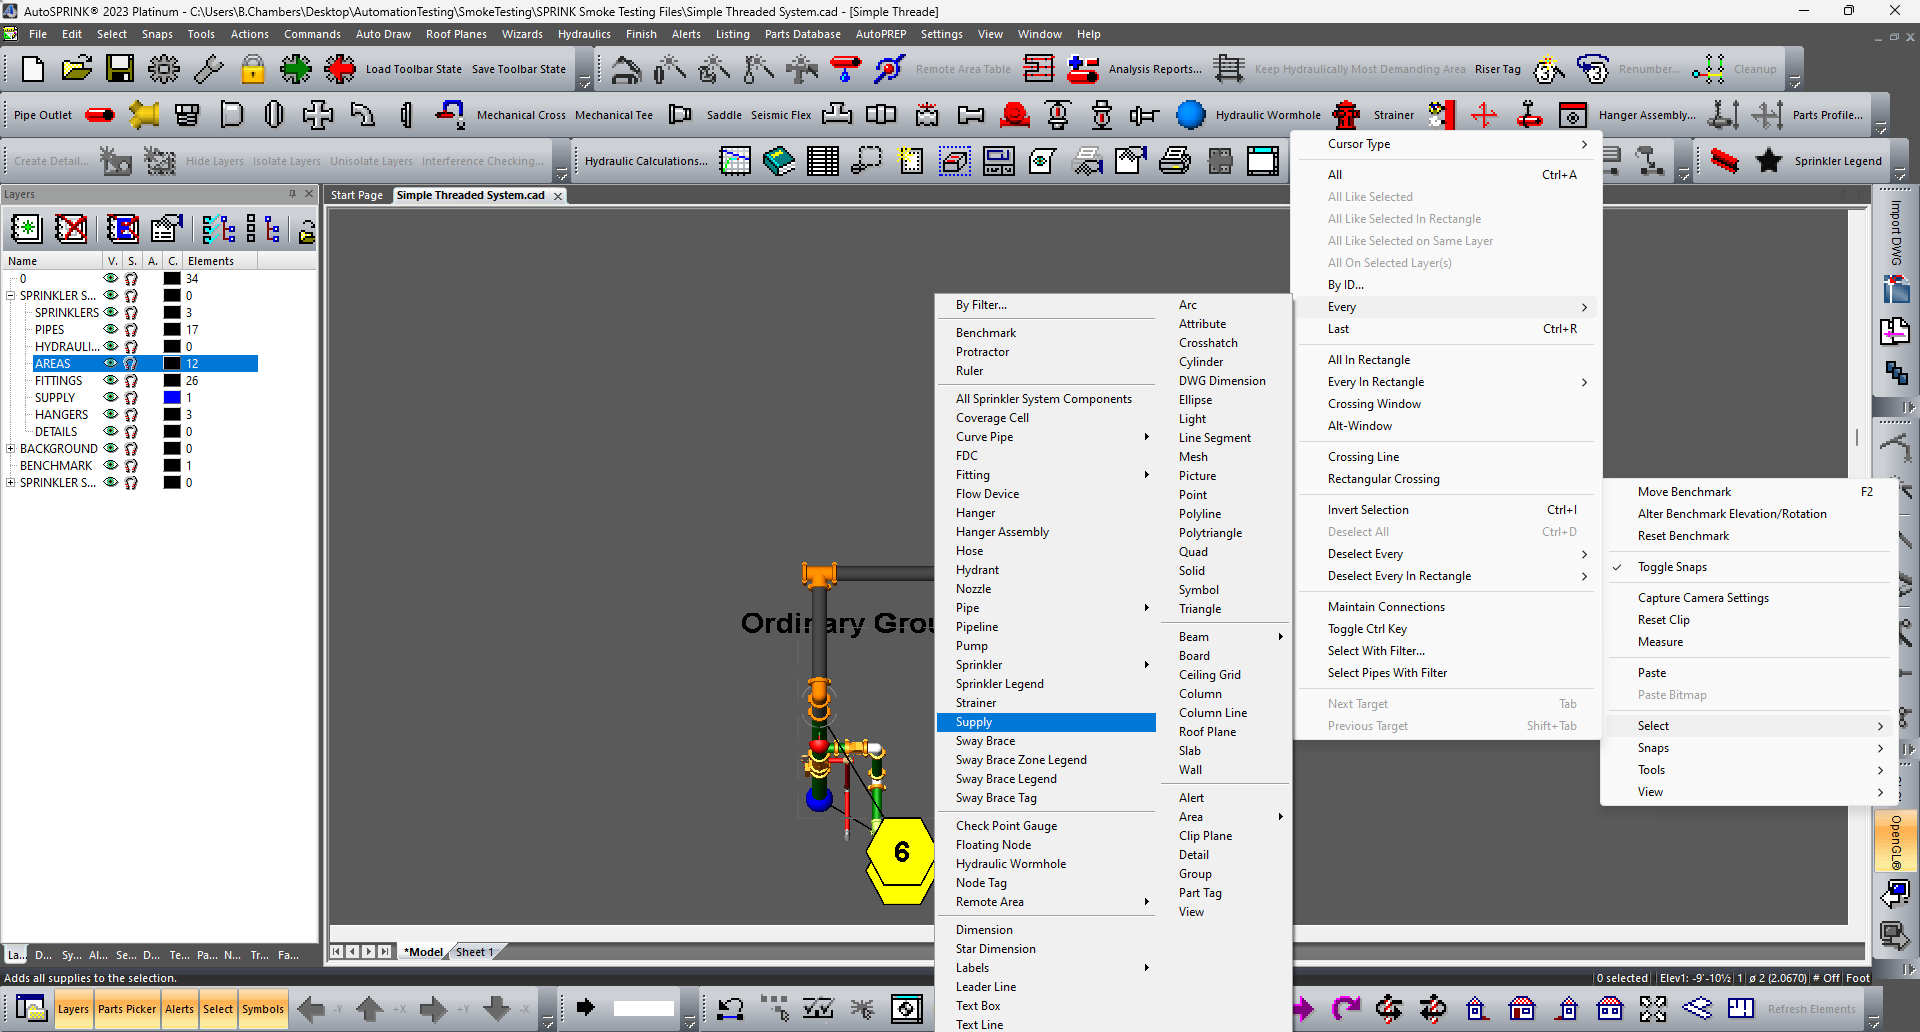 AutoSPRINK® 2023 Platinum - C:\Users\B.Chambers\Desktop\AutomationTesting\SmokeTesting\SPRINK Smoke Testing Files\Simple Threaded System.cad - [Simple Threade]
File Edit Select Snaps Tools Actions Commands Auto Draw Roof Planes Wizards Hydraulics Finish Alerts Listing Parts Database AutoPREP Settings View Window Help
Load Toolbar State Save Toolbar State Remote Area Table Analysis Reports... Keep Hydraulically Most Demanding Area Riser Tag Renumber... Cleanup
Pipe Outlet Mechanical Cross Mechanical Tee Saddle Seismic Flex Hydraulic Wormhole Strainer Hanger Assembly... Parts Profile...
Create Detail... Hide Layers Isolate Layers Unisolate Layers Interference Checking... Hydraulic Calculations... Sprinkler Legend
Layers
Start Page Simple Threaded System.cad
Name V. S. A. C. Elements
0 34
SPRINKLER S... 0
SPRINKLERS 3
PIPES 17
HYDRAULI... 0
AREAS 12
FITTINGS 26
SUPPLY 1
HANGERS 3
DETAILS 0
BACKGROUND 0
BENCHMARK 1
SPRINKLER S... 0
La... D... Sy... Al... Se... D... Te... Pa... N... Tr... Fa...
Ordinary Grou
6
*Model Sheet 1
By Filter...
Benchmark
Protractor
Ruler
All Sprinkler System Components
Coverage Cell
Curve Pipe
FDC
Fitting
Flow Device
Hanger
Hanger Assembly
Hose
Hydrant
Nozzle
Pipe
Pipeline
Pump
Sprinkler
Sprinkler Legend
Strainer
Supply
Sway Brace
Sway Brace Zone Legend
Sway Brace Legend
Sway Brace Tag
Check Point Gauge
Floating Node
Hydraulic Wormhole
Node Tag
Remote Area
Dimension
Star Dimension
Labels
Leader Line
Text Box
Text Line
Arc
Attribute
Crosshatch
Cylinder
DWG Dimension
Ellipse
Light
Line Segment
Mesh
Picture
Point
Polyline
Polytriangle
Quad
Solid
Symbol
Triangle
Beam
Board
Ceiling Grid
Column
Column Line
Roof Plane
Slab
Wall
Alert
Area
Clip Plane
Detail
Group
Part Tag
View
Cursor Type
All Ctrl+A
All Like Selected
All Like Selected In Rectangle
All Like Selected on Same Layer
All On Selected Layer(s)
By ID...
Every
Last Ctrl+R
All In Rectangle
Every In Rectangle
Crossing Window
Alt-Window
Crossing Line
Rectangular Crossing
Invert Selection Ctrl+I
Deselect All Ctrl+D
Deselect Every
Deselect Every In Rectangle
Maintain Connections
Toggle Ctrl Key
Select With Filter...
Select Pipes With Filter
Next Target Tab
Previous Target Shift+Tab
Move Benchmark F2
Alter Benchmark Elevation/Rotation
Reset Benchmark
Toggle Snaps
Capture Camera Settings
Reset Clip
Measure
Paste
Paste Bitmap
Select
Snaps
Tools
View
Import DWG
OpenGL®
Adds all supplies to the selection.
0 selected Elev1: -9'-10½ 1 ø 2 (2.0670) # Off Foot
Layers Parts Picker Alerts Select Symbols -Y +X +Y -X Refresh Elements